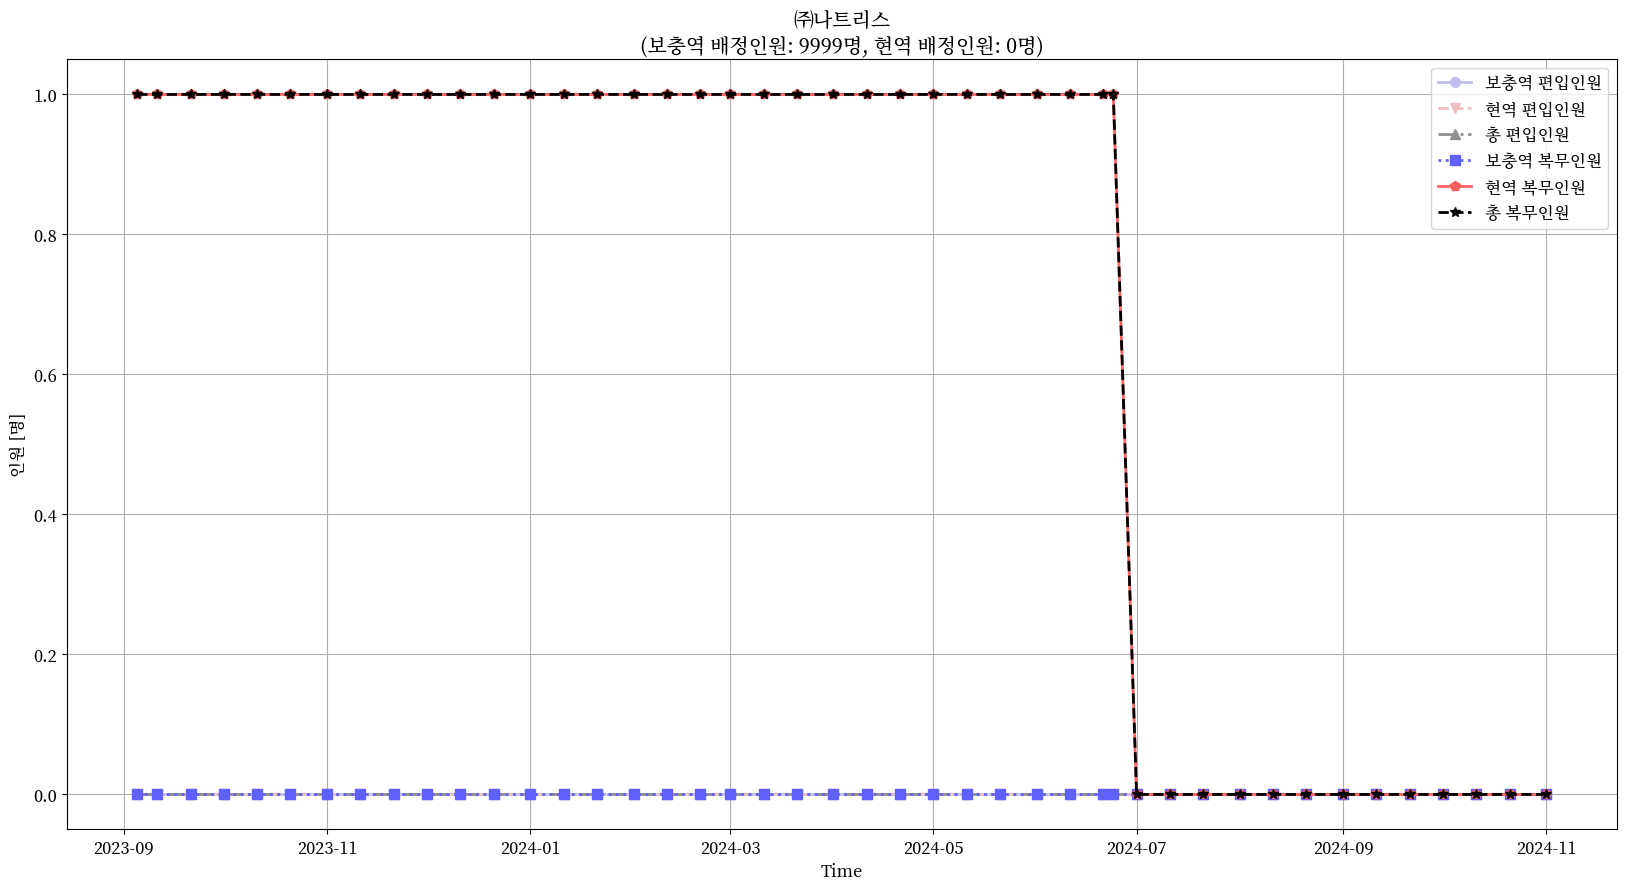 ㈜나트리스
(보충역 배정인원: 9999명, 현역 배정인원: 0명)
보충역 편입인원
현역 편입인원
총 편입인원
보충역 복무인원
현역 복무인원
총 복무인원
인원 [명]
1.0
0.8
0.6
0.4
0.2
0.0
2023-09
2023-11
2024-01
2024-03
2024-05
2024-07
2024-09
2024-11
Time